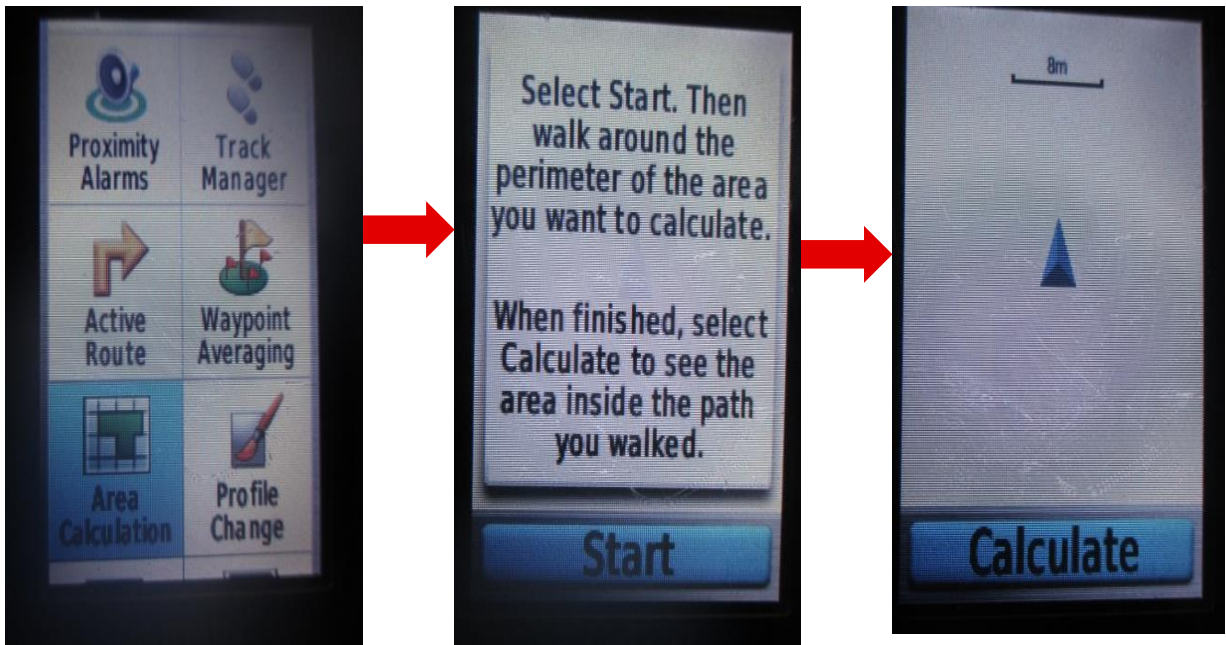 Proximity
Alarms
Track
Manager
Active
Route
Waypoint
Averaging
Area
Calculation
Profile
Change
Select Start. Then
walk around the
perimeter of the area
you want to calculate.
When finished, select
Calculate to see the
area inside the path
you walked.
Start
8m
Calculate